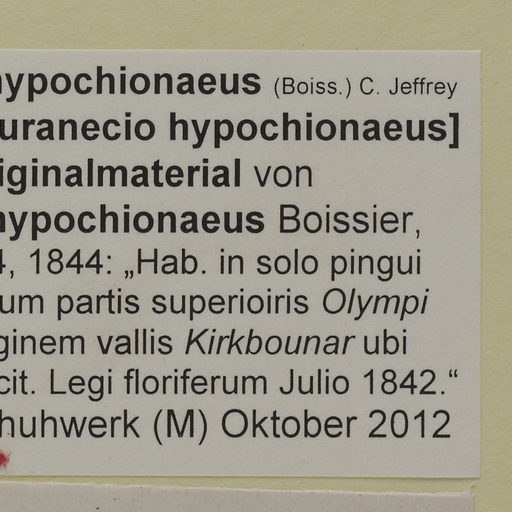 hypochionaeus (Boiss.) C. Jeffrey
uranecio hypochionaeus]
iginalmaterial von
hypochionaeus Boissier,
4, 1844: „Hab. in solo pingui
um partis superioiris Olympi
ginem vallis Kirkbounar ubi
cit. Legi floriferum Julio 1842.“
huhwerk (M) Oktober 2012